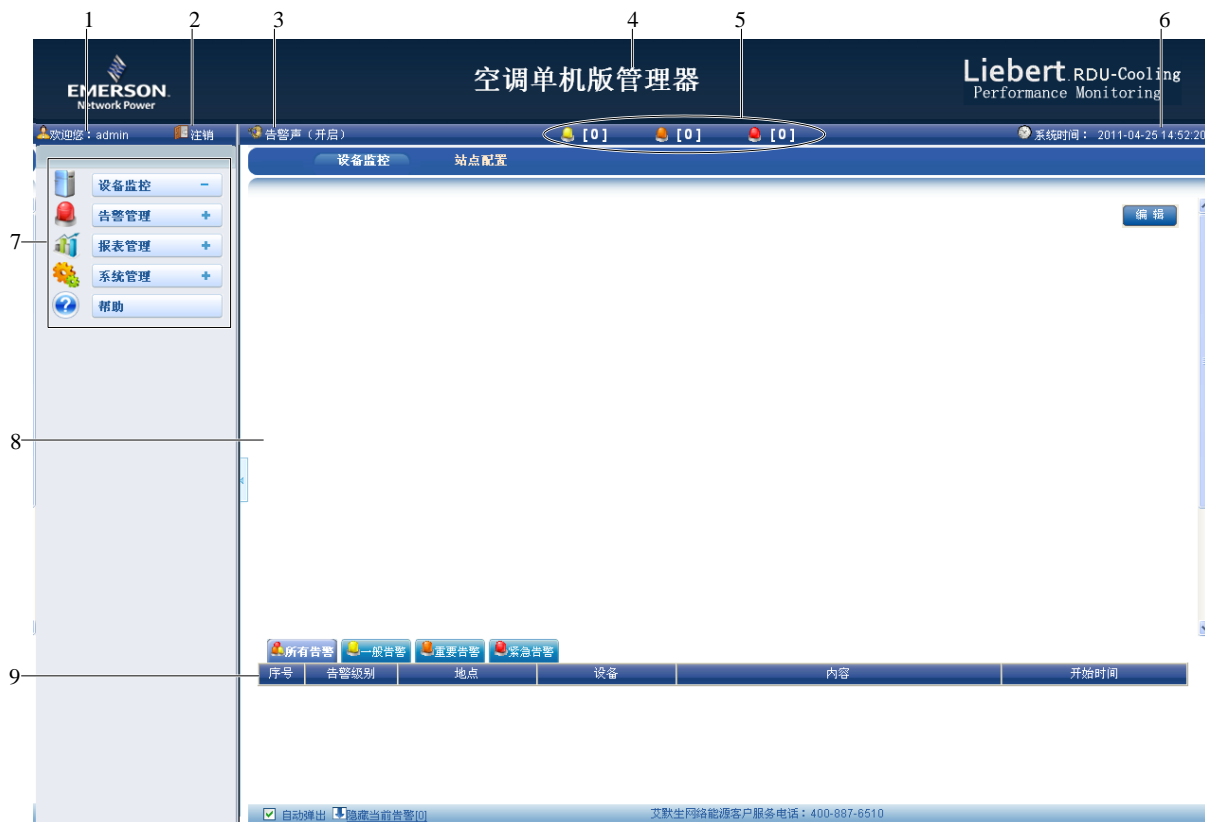 1 2 3 4 5 6
EMERSON.
Network Power
空调单机版管理器
Liebert.RDU-Cooling
Performance Monitoring
欢迎您：admin 注销 告警声（开启） [0] [0] [0] 系统时间： 2011-04-25 14:52:20
设备监控 站点配置
设备监控 −
告警管理 +
报表管理 +
系统管理 +
帮助
编 辑
7
8
9
所有告警 一般告警 重要告警 紧急告警
序号 告警级别 地点 设备 内容 开始时间
自动弹出 隐藏当前告警[0] 艾默生网络能源客户服务电话：400-887-6510